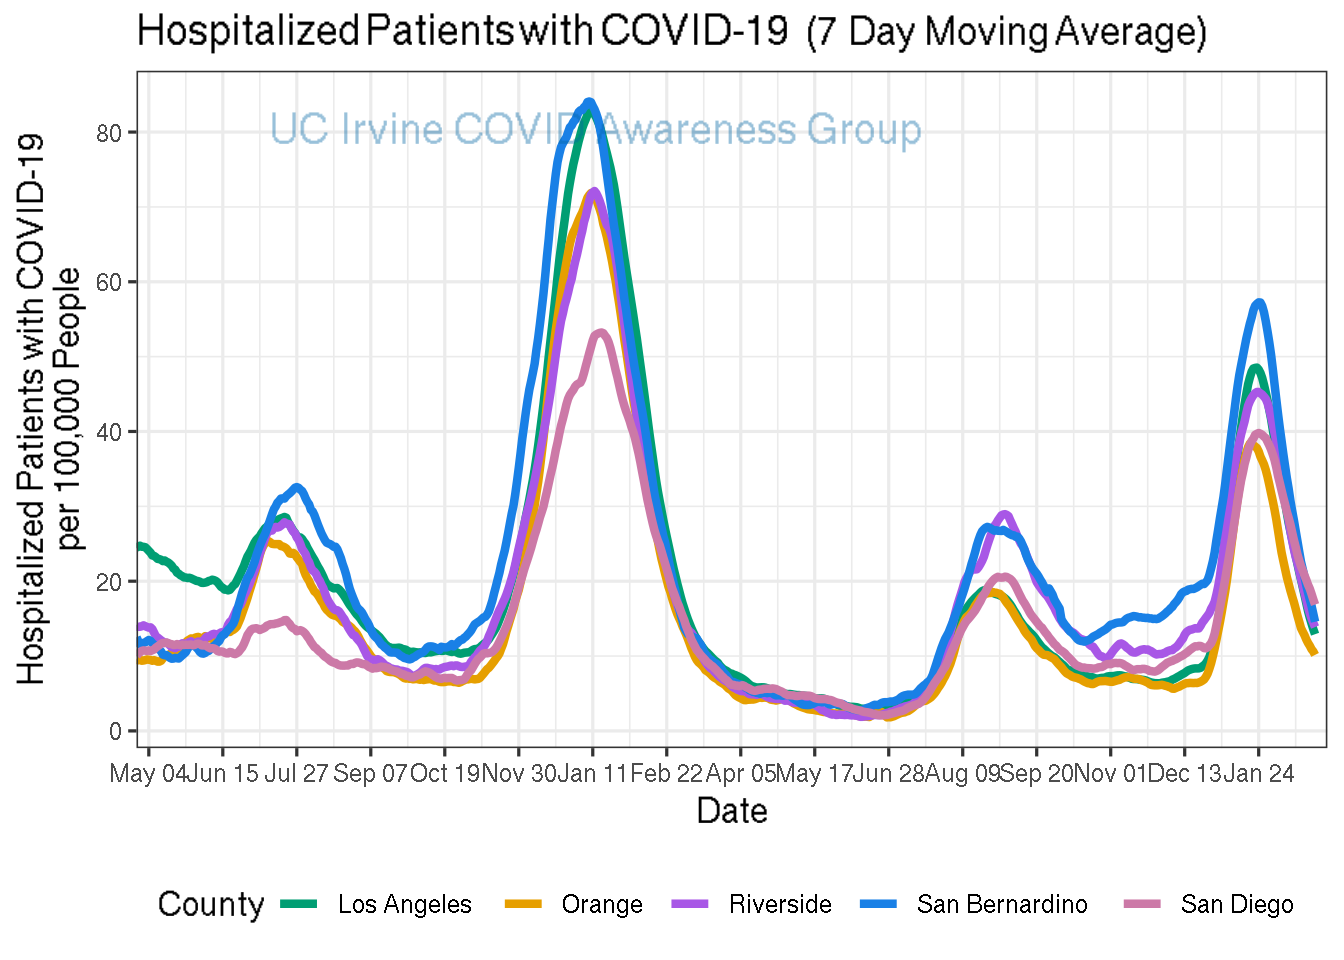 Hospitalized Patients with COVID-19 (7 Day Moving Average)
UC Irvine COVID Awareness Group
Hospitalized Patients with COVID-19
per 100,000 People
80
60
40
20
0
May 04 Jun 15 Jul 27 Sep 07 Oct 19 Nov 30 Jan 11 Feb 22 Apr 05 May 17 Jun 28 Aug 09 Sep 20 Nov 01 Dec 13 Jan 24
Date
County Los Angeles Orange Riverside San Bernardino San Diego